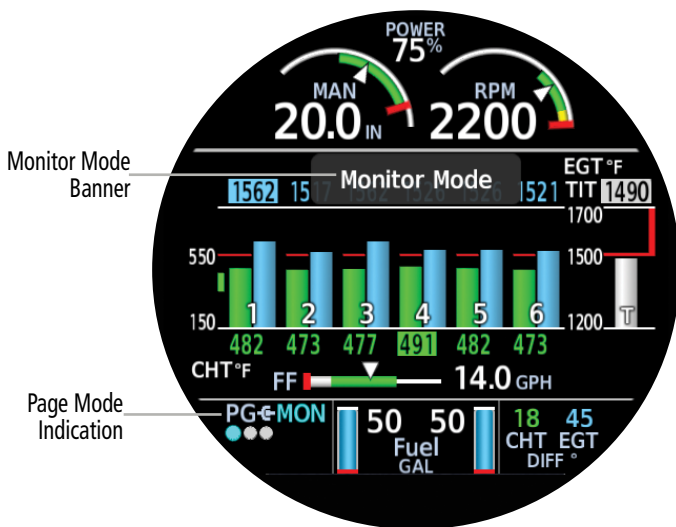 POWER
75%
MAN
20.0 IN
RPM
2200
Monitor Mode
Banner
Monitor Mode
EGT °F
1562 1521 TIT 1490
1700
550 1500
150 1 2 3 4 5 6 1200 T
482 473 477 491 482 473
CHT °F
FF 14.0 GPH
Page Mode
Indication
PG MON
50 50
Fuel
GAL
18 45
CHT EGT
DIFF °